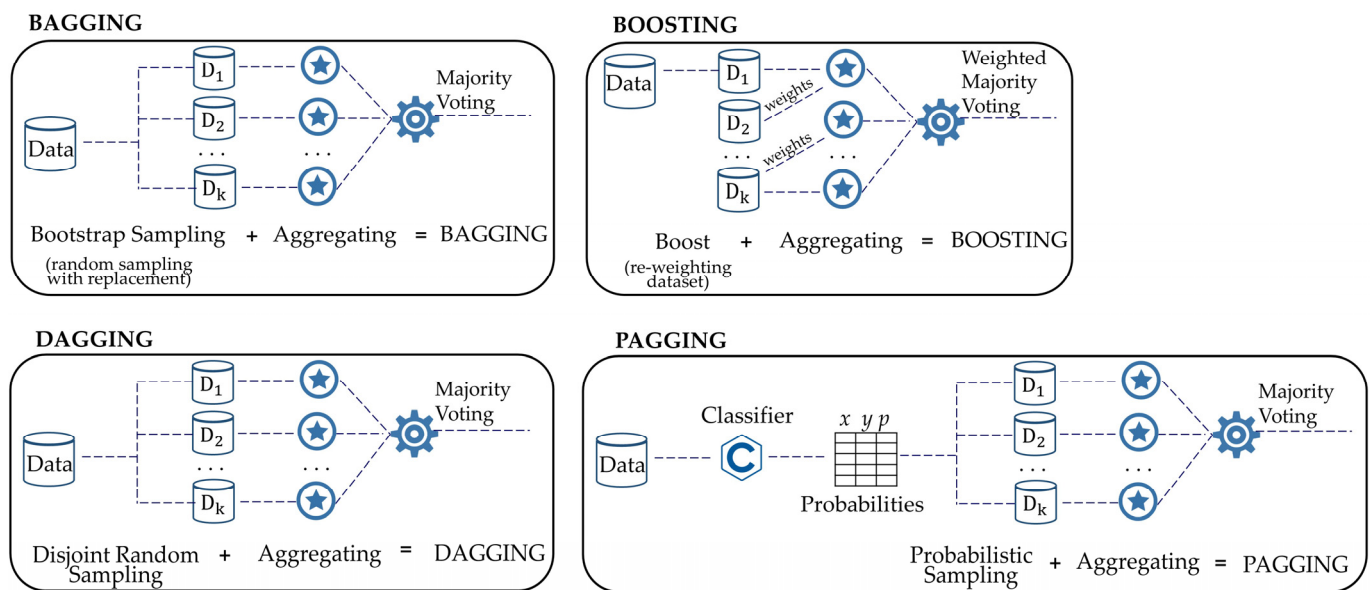 BAGGING
Data
D1
D2
...
Dk
...
Majority
Voting
Bootstrap Sampling + Aggregating = BAGGING
(random sampling
with replacement)
BOOSTING
Data
D1
D2
...
Dk
weights
weights
...
Weighted
Majority
Voting
Boost + Aggregating = BOOSTING
(re-weighting
dataset)
DAGGING
Data
D1
D2
...
Dk
...
Majority
Voting
Disjoint Random + Aggregating = DAGGING
Sampling
PAGGING
Data
Classifier
C
x y p
Probabilities
D1
D2
...
Dk
...
Majority
Voting
Probabilistic + Aggregating = PAGGING
Sampling